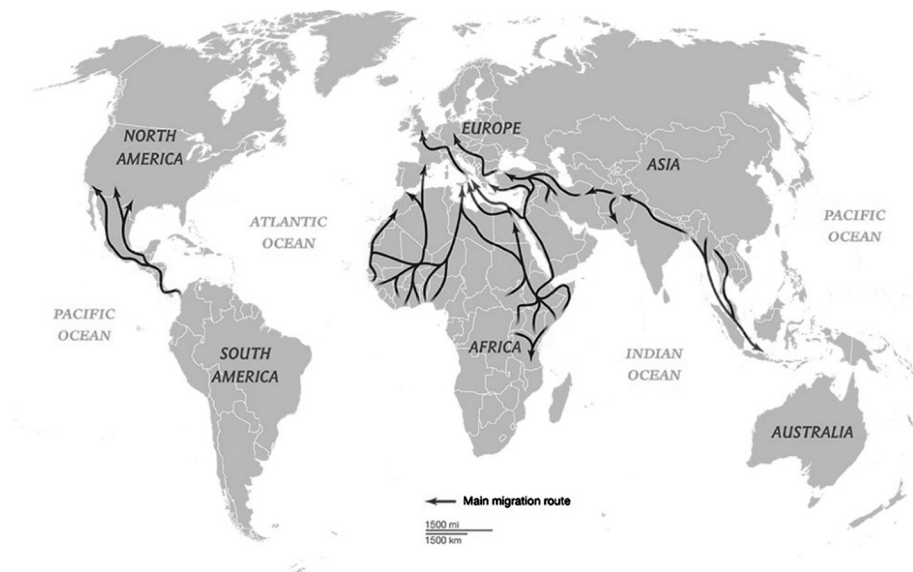 NORTH
AMERICA
EUROPE
ASIA
ATLANTIC
OCEAN
PACIFIC
OCEAN
PACIFIC
OCEAN
SOUTH
AMERICA
AFRICA
INDIAN
OCEAN
AUSTRALIA
Main migration route
1500 mi
1500 km